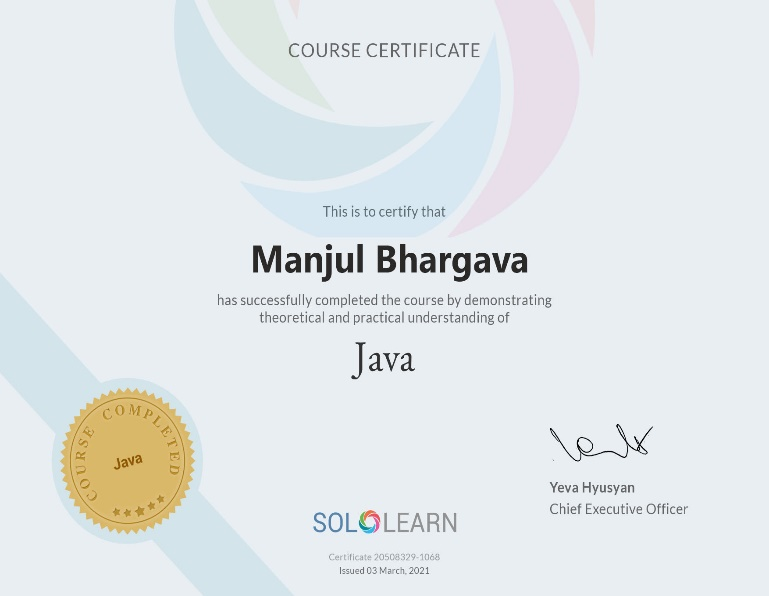 COURSE CERTIFICATE
This is to certify that
Manjul Bhargava
has successfully completed the course by demonstrating
theoretical and practical understanding of
Java
COURSE COMPLETED
Java
Yeva Hyusyan
Chief Executive Officer
SOLOLEARN
Certificate 20508329-1068
Issued 03 March, 2021